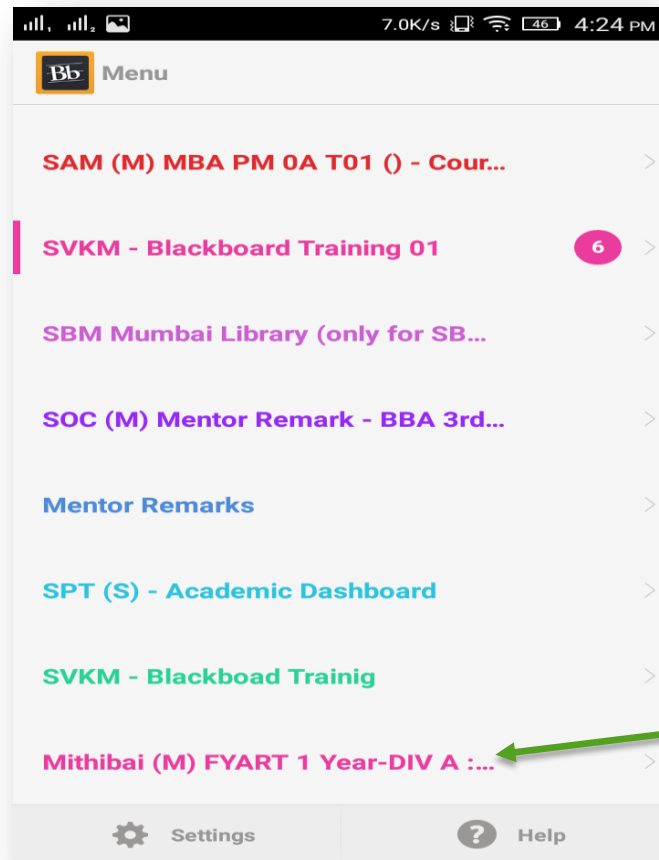 7.0K/s 46 4:24 PM
Bb Menu
SAM (M) MBA PM 0A T01 () - Cour...
SVKM - Blackboard Training 01 6
SBM Mumbai Library (only for SB...
SOC (M) Mentor Remark - BBA 3rd...
Mentor Remarks
SPT (S) - Academic Dashboard
SVKM - Blackboad Trainig
Mithibai (M) FYART 1 Year-DIV A :...
Settings ? Help